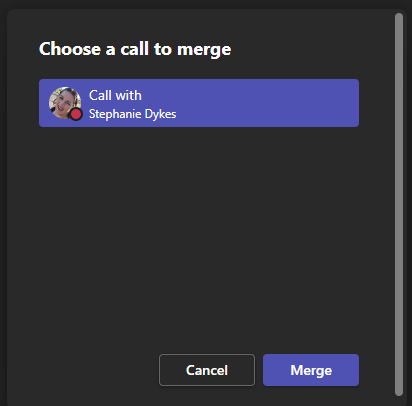 Choose a call to merge
Call with
Stephanie Dykes
Cancel
Merge